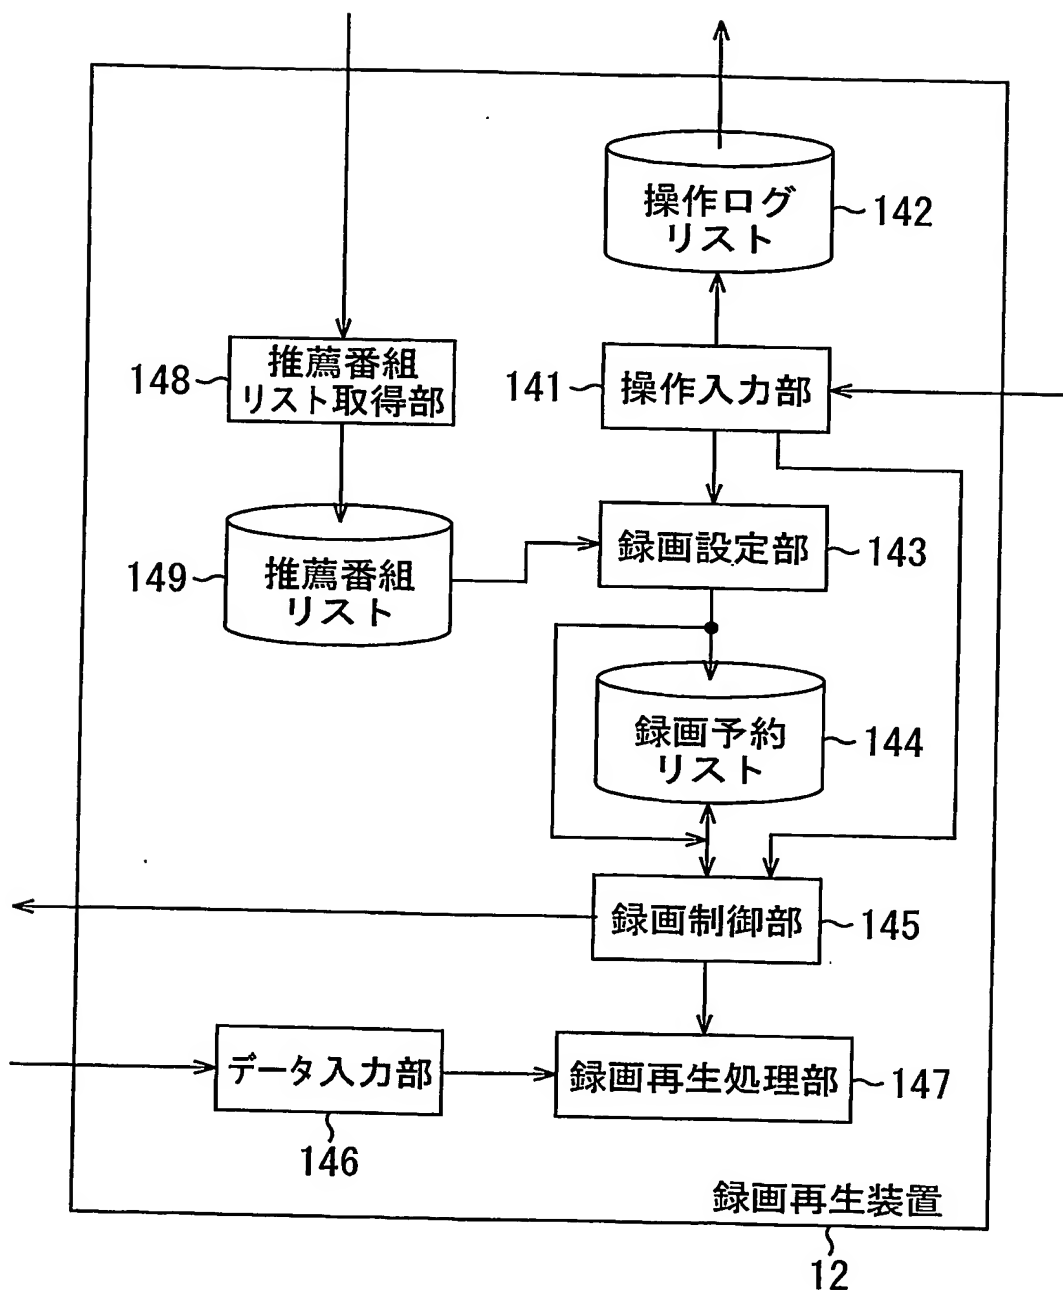 操作ログ
リスト
142
推薦番組
リスト取得部
148
操作入力部
141
録画設定部
143
推薦番組
リスト
149
録画予約
リスト
144
録画制御部
145
データ入力部
146
録画再生処理部
147
録画再生装置
12